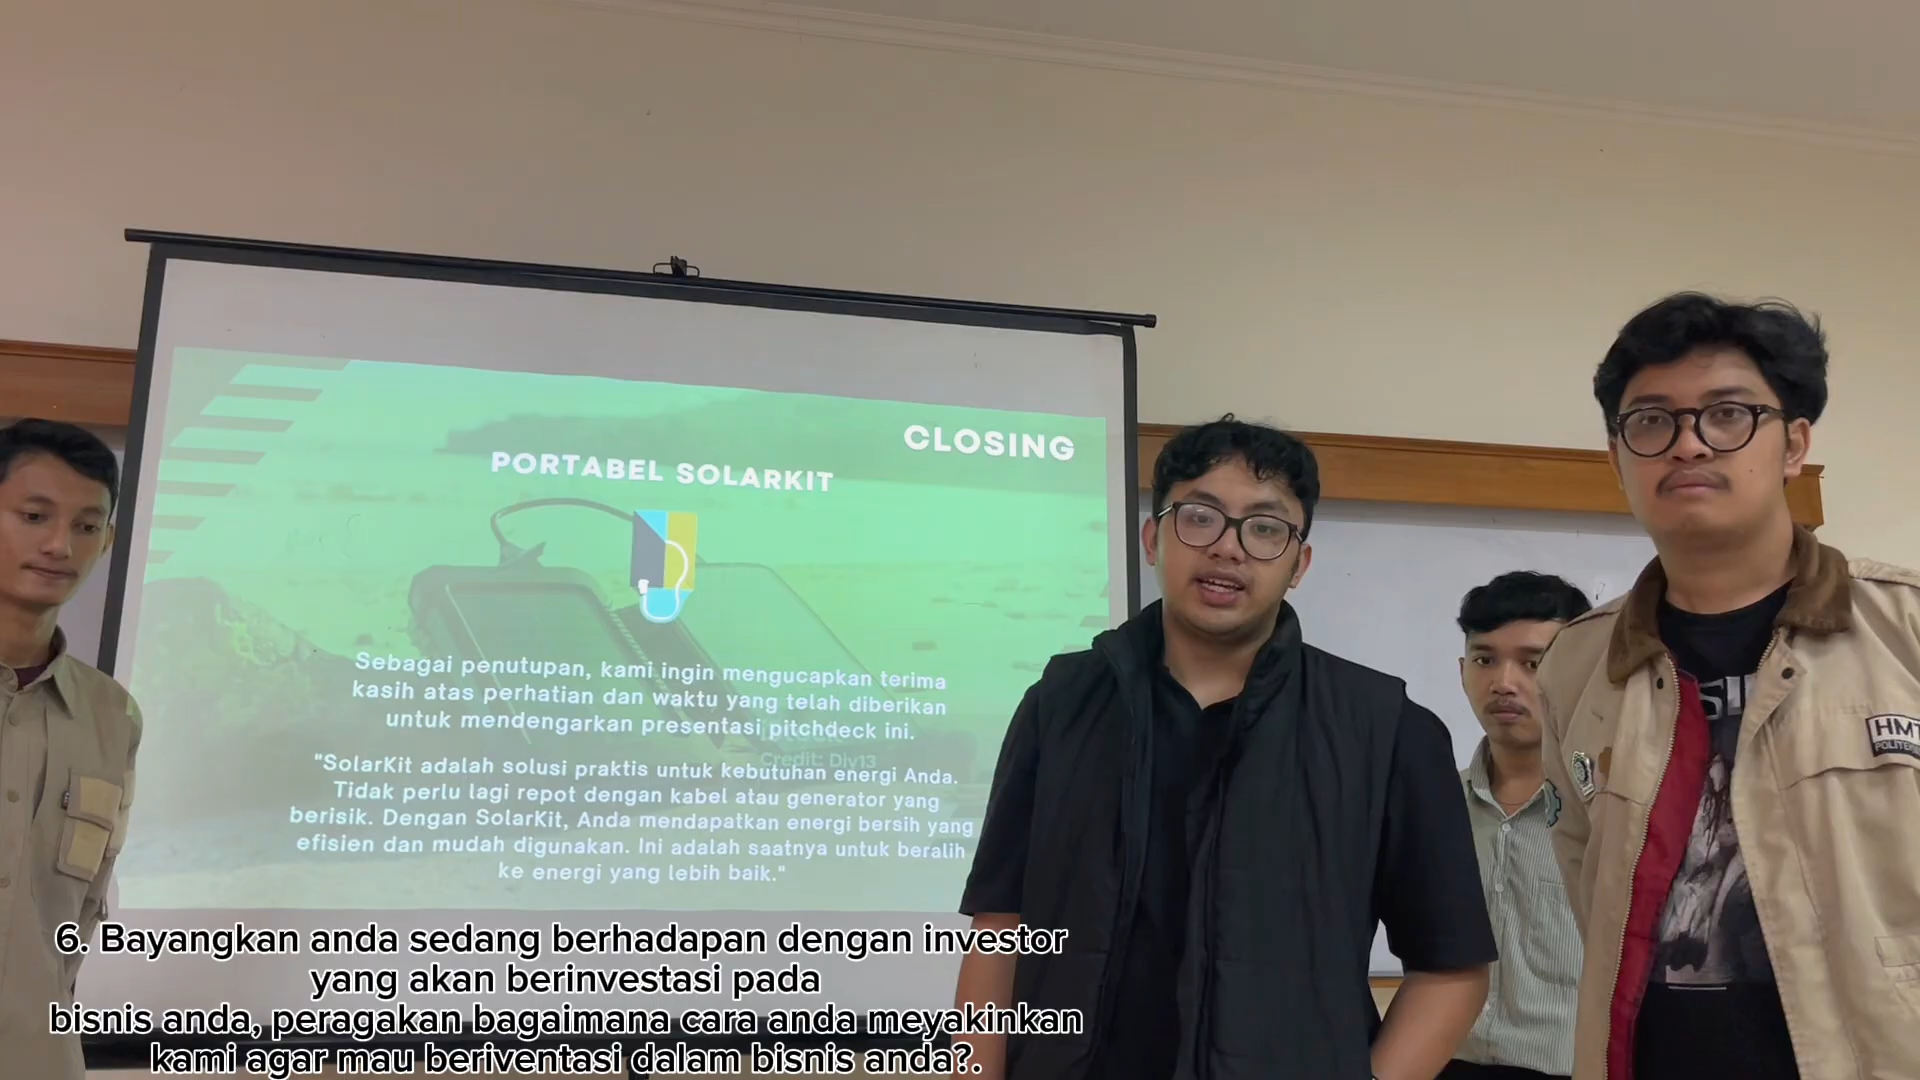 CLOSING
PORTABEL SOLARKIT
Sebagai penutupan, kami ingin mengucapkan terima
kasih atas perhatian dan waktu yang telah diberikan
untuk mendengarkan presentasi pitchdeck ini.
Credit: Div13
"SolarKit adalah solusi praktis untuk kebutuhan energi Anda.
Tidak perlu lagi repot dengan kabel atau generator yang
berisik. Dengan SolarKit, Anda mendapatkan energi bersih yang
efisien dan mudah digunakan. Ini adalah saatnya untuk beralih
ke energi yang lebih baik."
HMT
6. Bayangkan anda sedang berhadapan dengan investor
yang akan berinvestasi pada
bisnis anda, peragakan bagaimana cara anda meyakinkan
kami agar mau beriventasi dalam bisnis anda?.